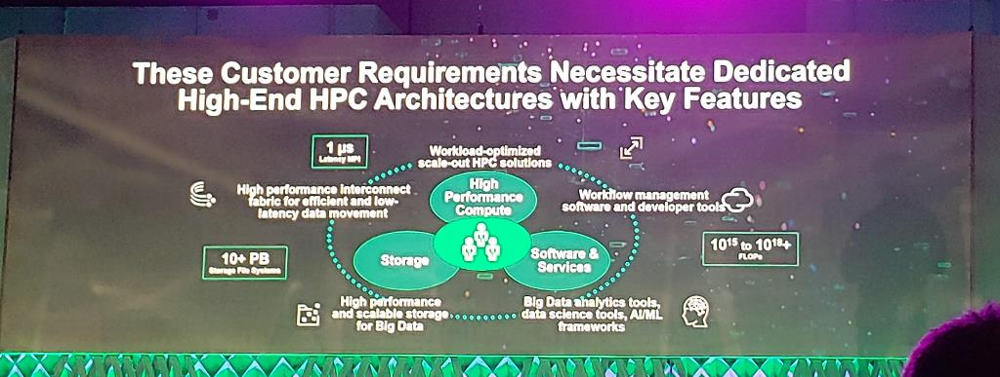 These Customer Requirements Necessitate Dedicated
High-End HPC Architectures with Key Features
1 µs
Latency MPI
Workload-optimized
scale-out HPC solutions
High performance interconnect
fabric for efficient and low-
latency data movement
High
Performance
Compute
Workflow management
software and developer tools
10+ PB
Storage File Systems
Storage
Software &
Services
10¹⁵ to 10¹⁸+
FLOPs
High performance
and scalable storage
for Big Data
Big Data analytics tools,
data science tools, AI/ML
frameworks